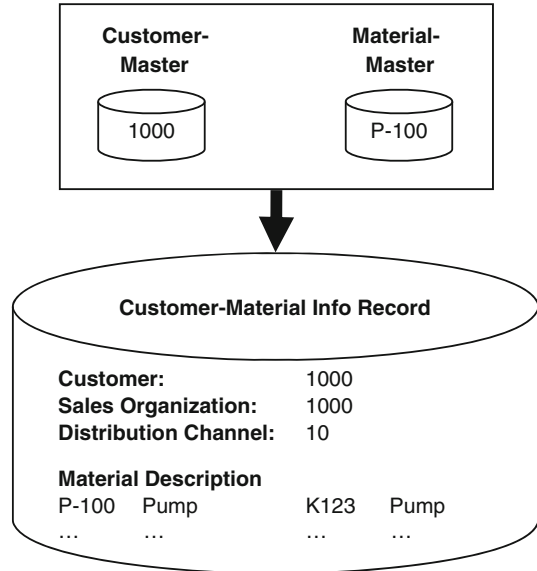 Customer-
Master
Material-
Master
1000
P-100
Customer-Material Info Record
Customer: 1000
Sales Organization: 1000
Distribution Channel: 10
Material Description
P-100 Pump K123 Pump
… … … …